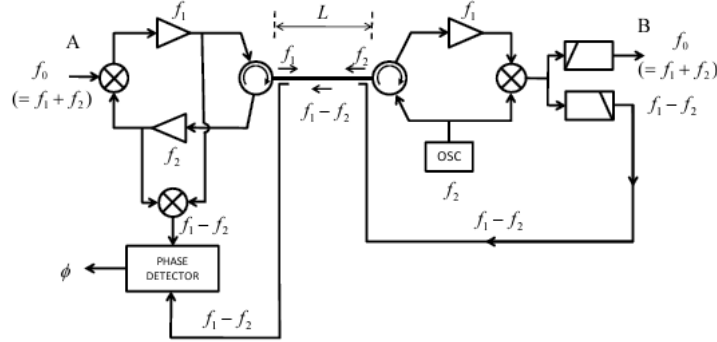 A
f₁
L
f₁
B
f₀
(= f₁ + f₂)
f₁
f₂
f₀
(= f₁ + f₂)
f₁ − f₂
f₁ − f₂
f₂
OSC
f₂
f₁ − f₂
f₁ − f₂
PHASE
DETECTOR
ϕ
f₁ − f₂